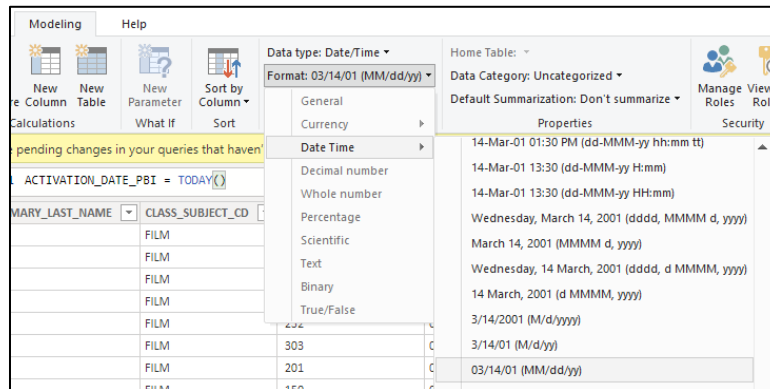 Modeling Help
New Column
New Table
New Parameter
Sort by Column
Data type: Date/Time
Format: 03/14/01 (MM/dd/yy)
Home Table:
Data Category: Uncategorized
Default Summarization: Don't summarize
Manage Roles
Calculations What If Sort Properties Security
pending changes in your queries that haven'
ACTIVATION_DATE_PBI = TODAY()
MARY_LAST_NAME CLASS_SUBJECT_CD
FILM
FILM
FILM
FILM
FILM
FILM 303
FILM 201
General
Currency
Date Time
Decimal number
Whole number
Percentage
Scientific
Text
Binary
True/False
14-Mar-01 01:30 PM (dd-MMM-yy hh:mm tt)
14-Mar-01 13:30 (dd-MMM-yy H:mm)
14-Mar-01 13:30 (dd-MMM-yy HH:mm)
Wednesday, March 14, 2001 (dddd, MMMM d, yyyy)
March 14, 2001 (MMMM d, yyyy)
Wednesday, 14 March, 2001 (dddd, d MMMM, yyyy)
14 March, 2001 (d MMMM, yyyy)
3/14/2001 (M/d/yyyy)
3/14/01 (M/d/yy)
03/14/01 (MM/dd/yy)